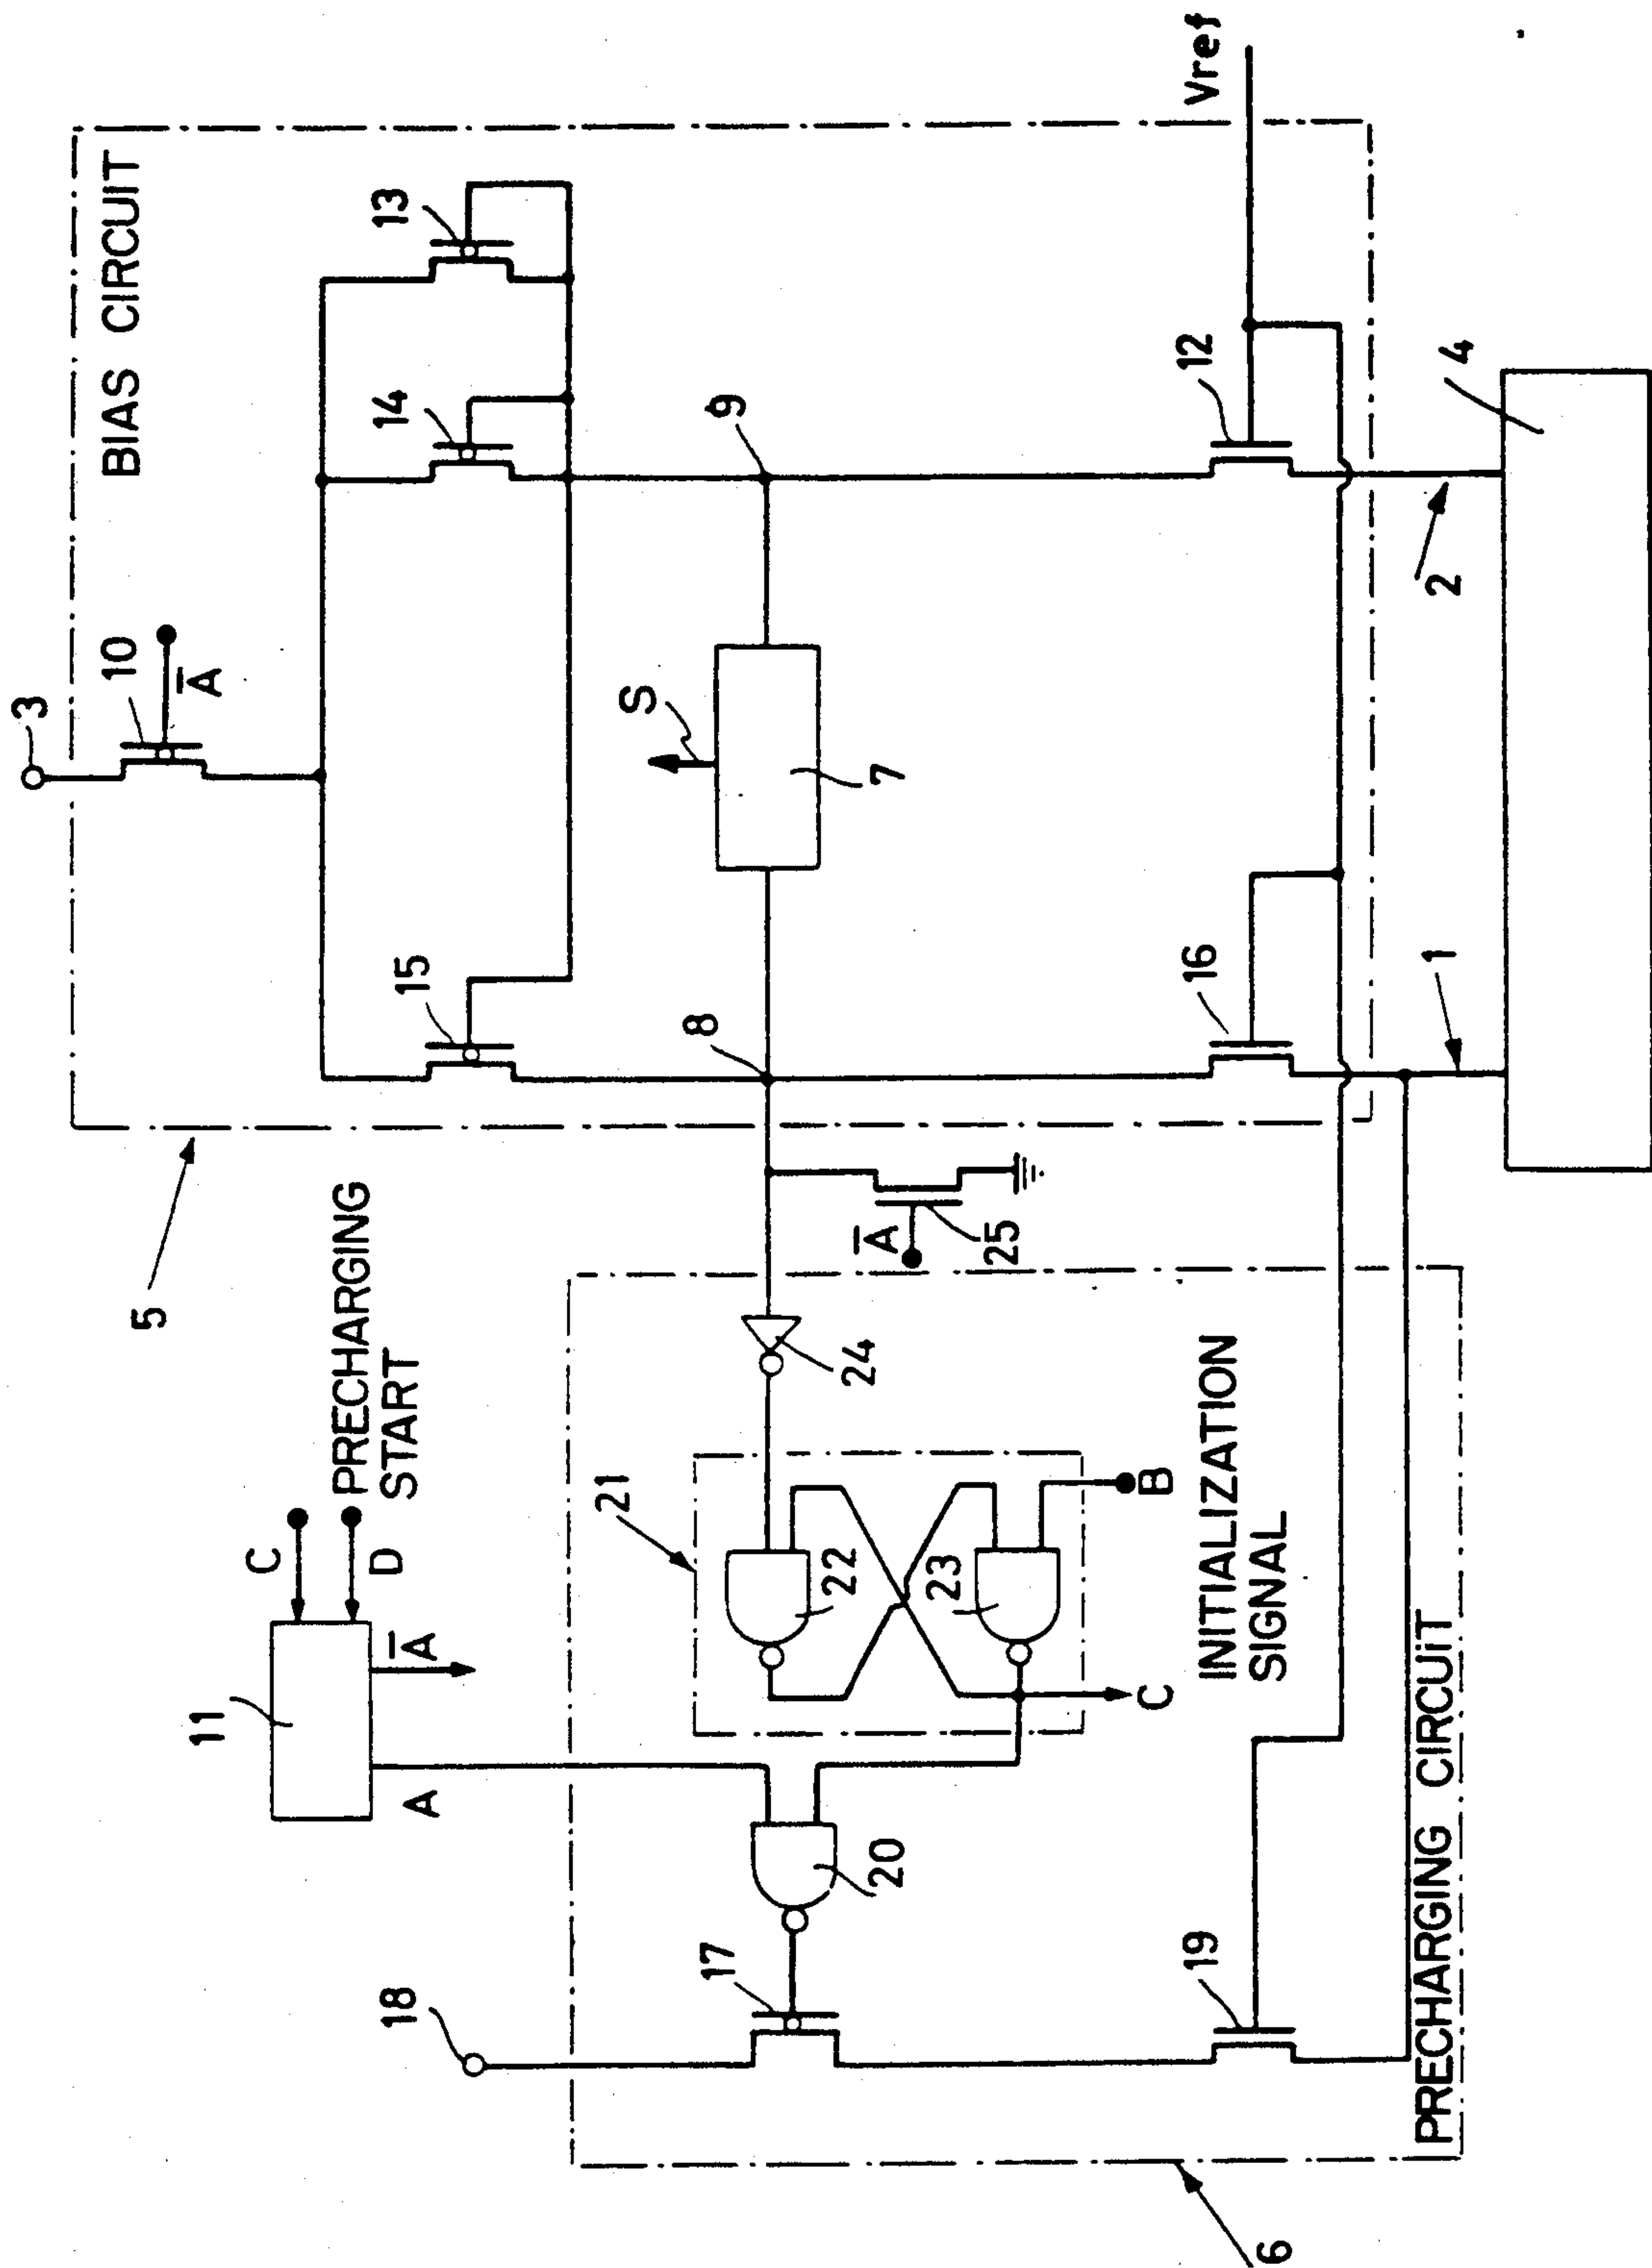 3
10
A̅
BIAS CIRCUIT
13
14
15
S
7
8
9
12
16
Vref
1
2
4
5
PRECHARGING
START
C
D
11
A
A̅
A̅
25
24
21
22
23
B
INITIALIZATION
SIGNAL
C
20
17
18
19
PRECHARGING CIRCUiT
6